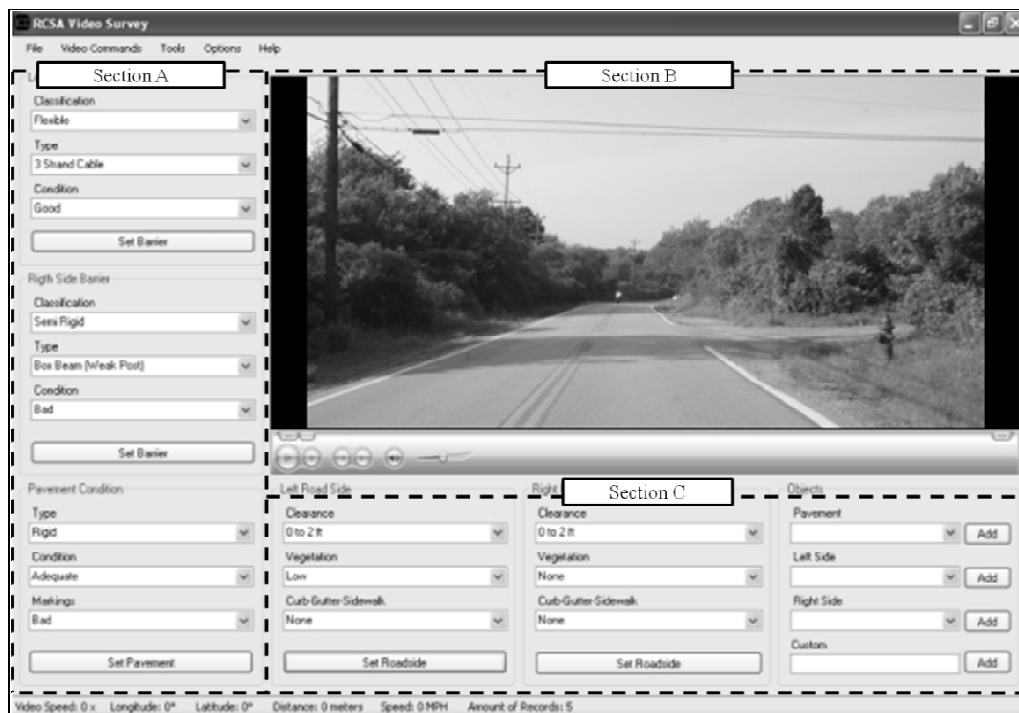 RCSA Video Survey
File Video Commands Tools Options Help
Section A
Section B
Classification
Flexible
Type
3 Strand Cable
Condition
Good
Set Barrier
Rigth Side Barrier
Classification
Semi Rigid
Type
Box Beam (Weak Post)
Condition
Bad
Set Barrier
Pavement Condition
Type
Rigid
Condition
Adequate
Markings
Bad
Set Pavement
Section C
Left Road Side
Clearance
0 to 2 ft
Vegetation
Low
Curb-Gutter-Sidewalk
None
Set Roadside
Right
Clearance
0 to 2 ft
Vegetation
None
Curb-Gutter-Sidewalk
None
Set Roadside
Objects
Pavement
Add
Left Side
Add
Right Side
Add
Custom
Add
Video Speed: 0 x Longitude: 0° Latitude: 0° Distance: 0 meters Speed: 0 MPH Amount of Records: 5